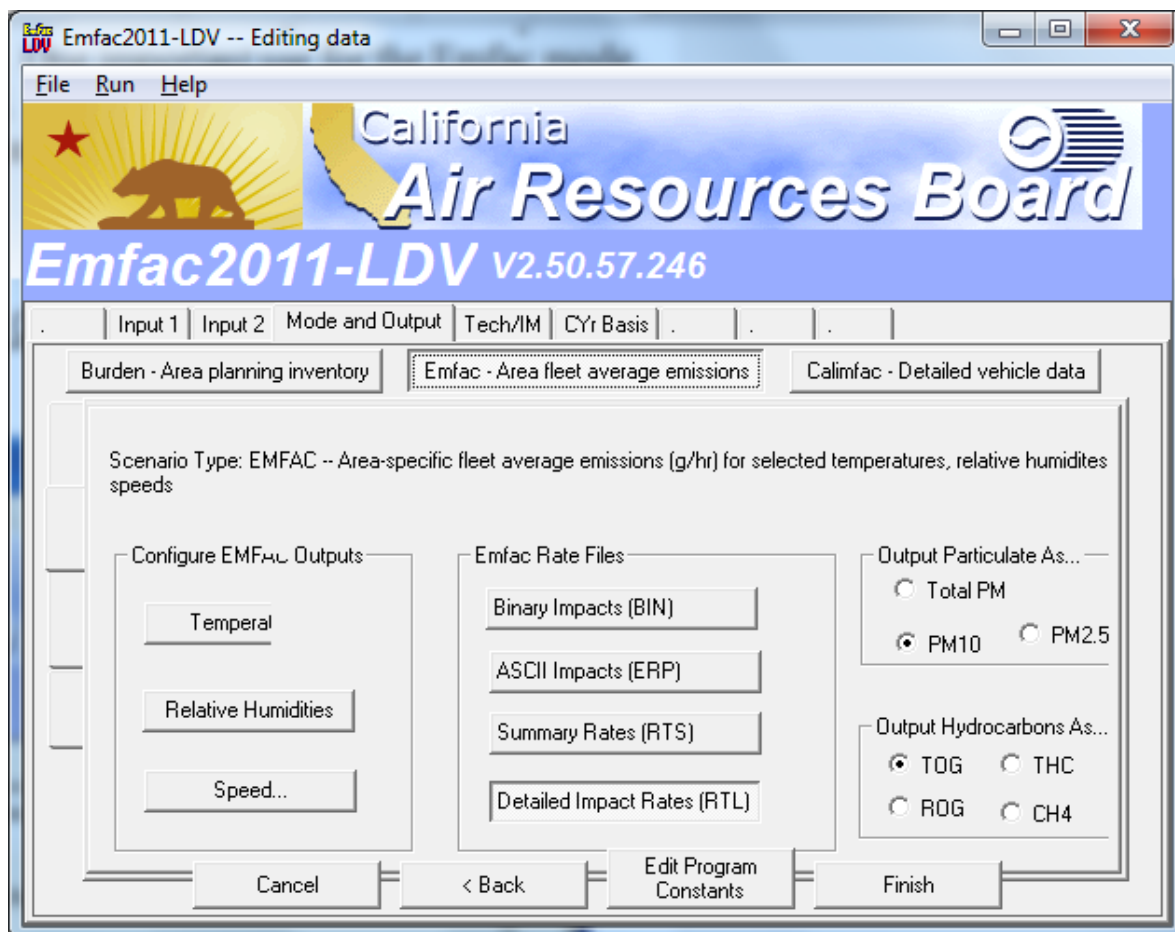 Emfac2011-LDV -- Editing data
File Run Help
California
Air Resources Board
Emfac2011-LDV V2.50.57.246
. Input 1 Input 2 Mode and Output Tech/IM CYr Basis . . .
Burden - Area planning inventory Emfac - Area fleet average emissions Calimfac - Detailed vehicle data
Scenario Type: EMFAC -- Area-specific fleet average emissions (g/hr) for selected temperatures, relative humidites
speeds
Configure Outputs
Temperat
Relative Humidities
Speed...
Emfac Rate Files
Binary Impacts (BIN)
ASCII Impacts (ERP)
Summary Rates (RTS)
Detailed Impact Rates (RTL)
Output Particulate As...
Total PM
PM10 PM2.5
Output Hydrocarbons As...
TOG THC
ROG CH4
Cancel < Back Edit Program Constants Finish